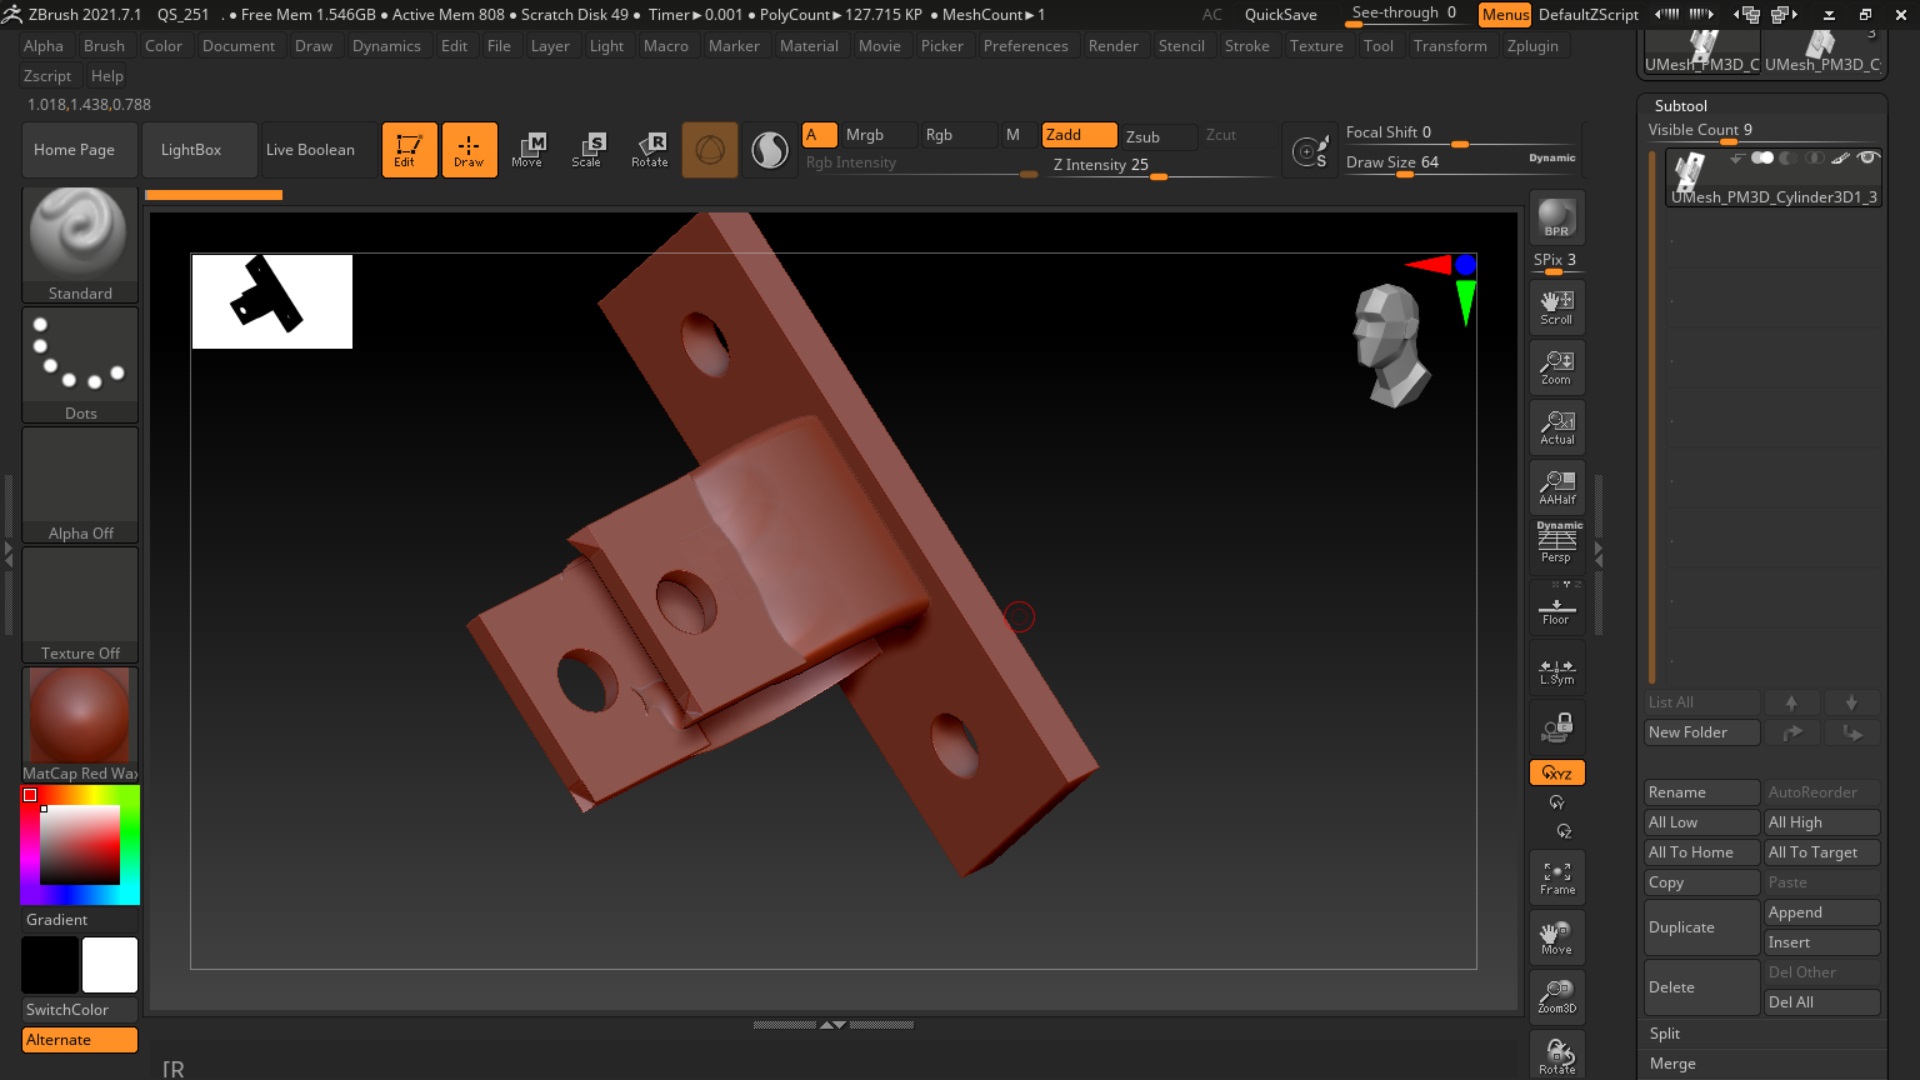 ZBrush 2021.7.1 QS_251 . • Free Mem 1.546GB • Active Mem 808 • Scratch Disk 49 • Timer▸0.001 • PolyCount▸127.715 KP • MeshCount▸1 AC QuickSave See-through 0 Menus DefaultZScript
Alpha Brush Color Document Draw Dynamics Edit File Layer Light Macro Marker Material Movie Picker Preferences Render Stencil Stroke Texture Tool Transform Zplugin
Zscript Help
1.018,1.438,0.788
Home Page LightBox Live Boolean Edit Draw Move Scale Rotate
M S R
A Mrgb Rgb M Zadd Zsub Zcut
Rgb Intensity Z Intensity 25
S
Focal Shift 0
Draw Size 64 Dynamic
Standard
Dots
Alpha Off
Texture Off
MatCap Red Wax
Gradient
SwitchColor
Alternate
[R
BPR
SPix 3
Scroll
Zoom
x1
Actual
AAHalf
Dynamic
Persp
Floor
L.Sym
XYZ
Y
Z
Frame
Move
Zoom3D
Rotate
3
UMesh_PM3D_C UMesh_PM3D_Cy
Subtool
Visible Count 9
UMesh_PM3D_Cylinder3D1_3
List All
New Folder
Rename AutoReorder
All Low All High
All To Home All To Target
Copy Paste
Duplicate Append
Insert
Delete Del Other
Del All
Split
Merge